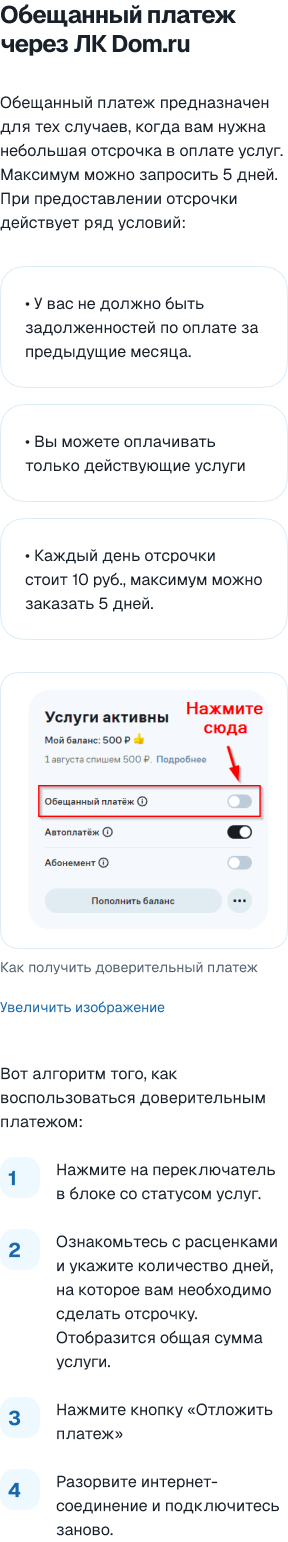 Обещанный платеж
через ЛК Dom.ru
Обещанный платеж предназначен
для тех случаев, когда вам нужна
небольшая отсрочка в оплате услуг.
Максимум можно запросить 5 дней.
При предоставлении отсрочки
действует ряд условий:
• У вас не должно быть
задолженностей по оплате за
предыдущие месяца.
• Вы можете оплачивать
только действующие услуги
• Каждый день отсрочки
стоит 10 руб., максимум можно
заказать 5 дней.
Нажмите
сюда
Услуги активны
Мой баланс: 500 ₽ 👍
1 августа спишем 500 ₽. Подробнее
Обещанный платёж
Автоплатёж
Абонемент
Пополнить баланс
Как получить доверительный платеж
Увеличить изображение
Вот алгоритм того, как
воспользоваться доверительным
платежом:
1 Нажмите на переключатель
в блоке со статусом услуг.
2 Ознакомьтесь с расценками
и укажите количество дней,
на которое вам необходимо
сделать отсрочку.
Отобразится общая сумма
услуги.
3 Нажмите кнопку «Отложить
платеж»
4 Разорвите интернет-
соединение и подключитесь
заново.